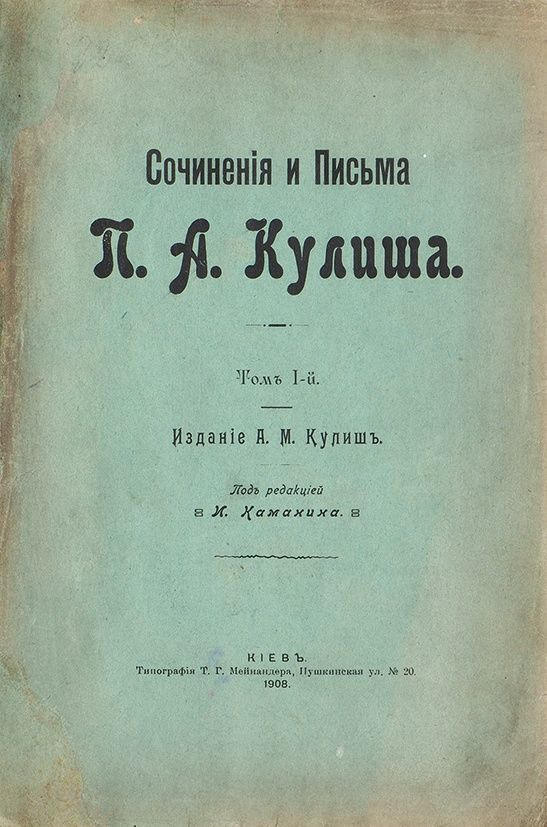 Сочиненія и Письма
П. А. Кулиша.
Томъ I-й.
Изданіе А. М. Кулишъ.
Подъ редакціей
И. Каманина.
КІЕВЪ.
Типографія Т. Г. Мейнандера, Пушкинская ул. № 20.
1908.